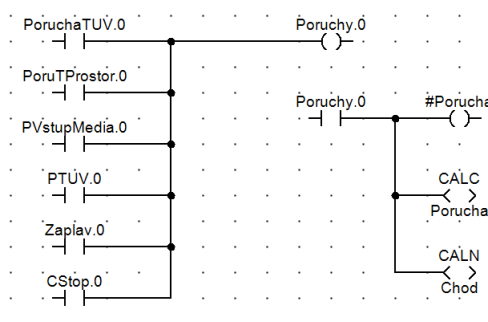 PoruchaTUV.0
Poruchy.0
PoruTProstor.0
Poruchy.0
#Porucha
PVstupMedia.0
PTUV.0
CALC
Porucha
Zaplav.0
CALN
Chod
CStop.0